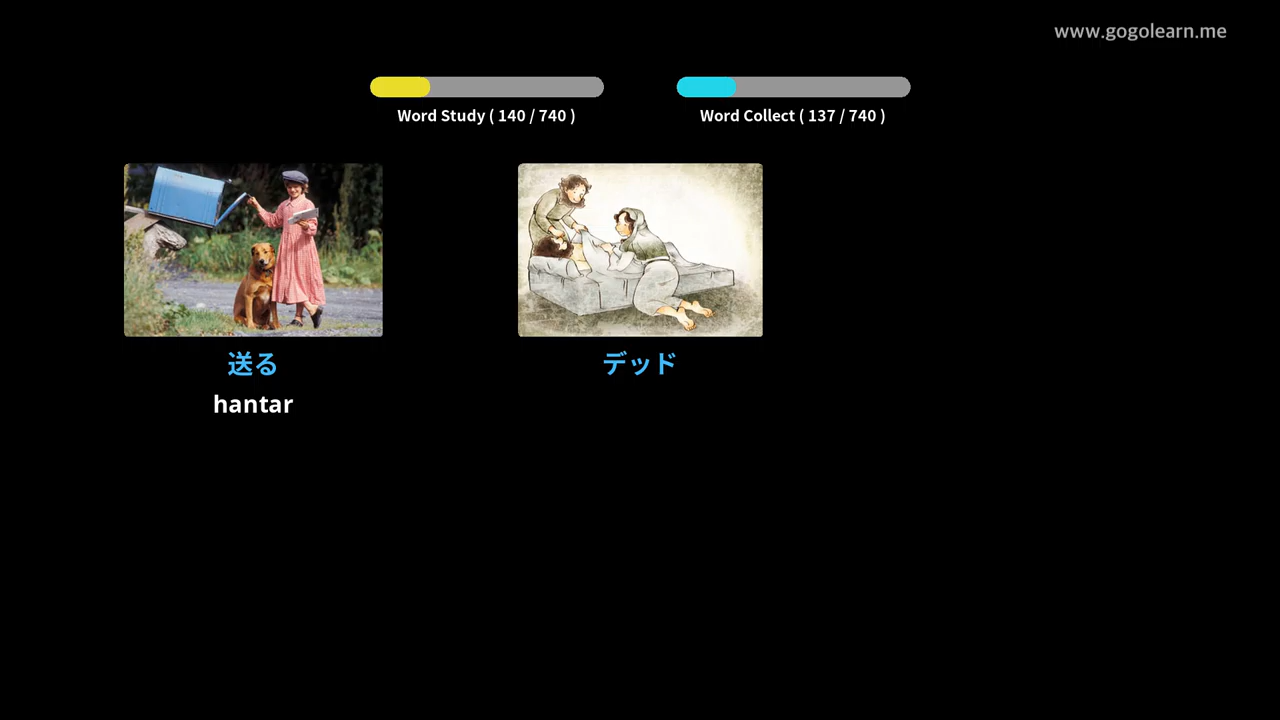 www.gogolearn.me
Word Study ( 140 / 740 )
Word Collect ( 137 / 740 )
送る
デッド
hantar